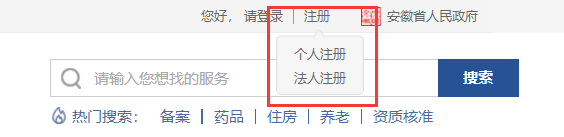 您好， 请登录 | 注册 安徽省人民政府
个人注册
法人注册
请输入您想找的服务 搜索
热门搜索： 备案 | 药品 | 住房 | 养老 | 资质核准